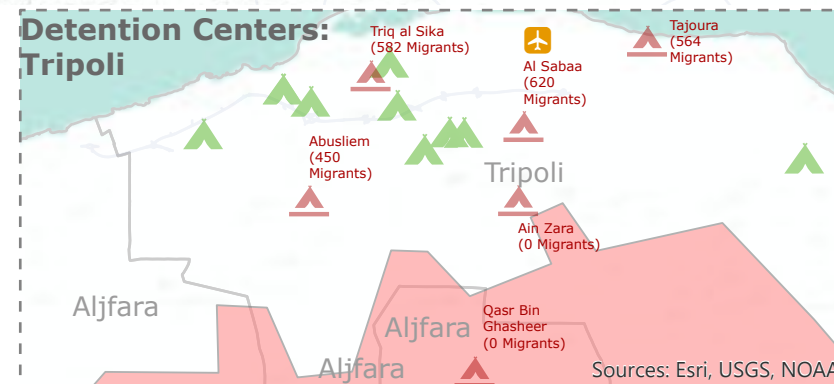 Detention Centers:
Tripoli
Triq al Sika
(582 Migrants)
Tajoura
(564
Migrants)
Al Sabaa
(620
Migrants)
Abusliem
(450
Migrants)
Tripoli
Ain Zara
(0 Migrants)
Aljfara
Qasr Bin
Ghasheer
(0 Migrants)
Aljfara
Aljfara
Sources: Esri, USGS, NOAA